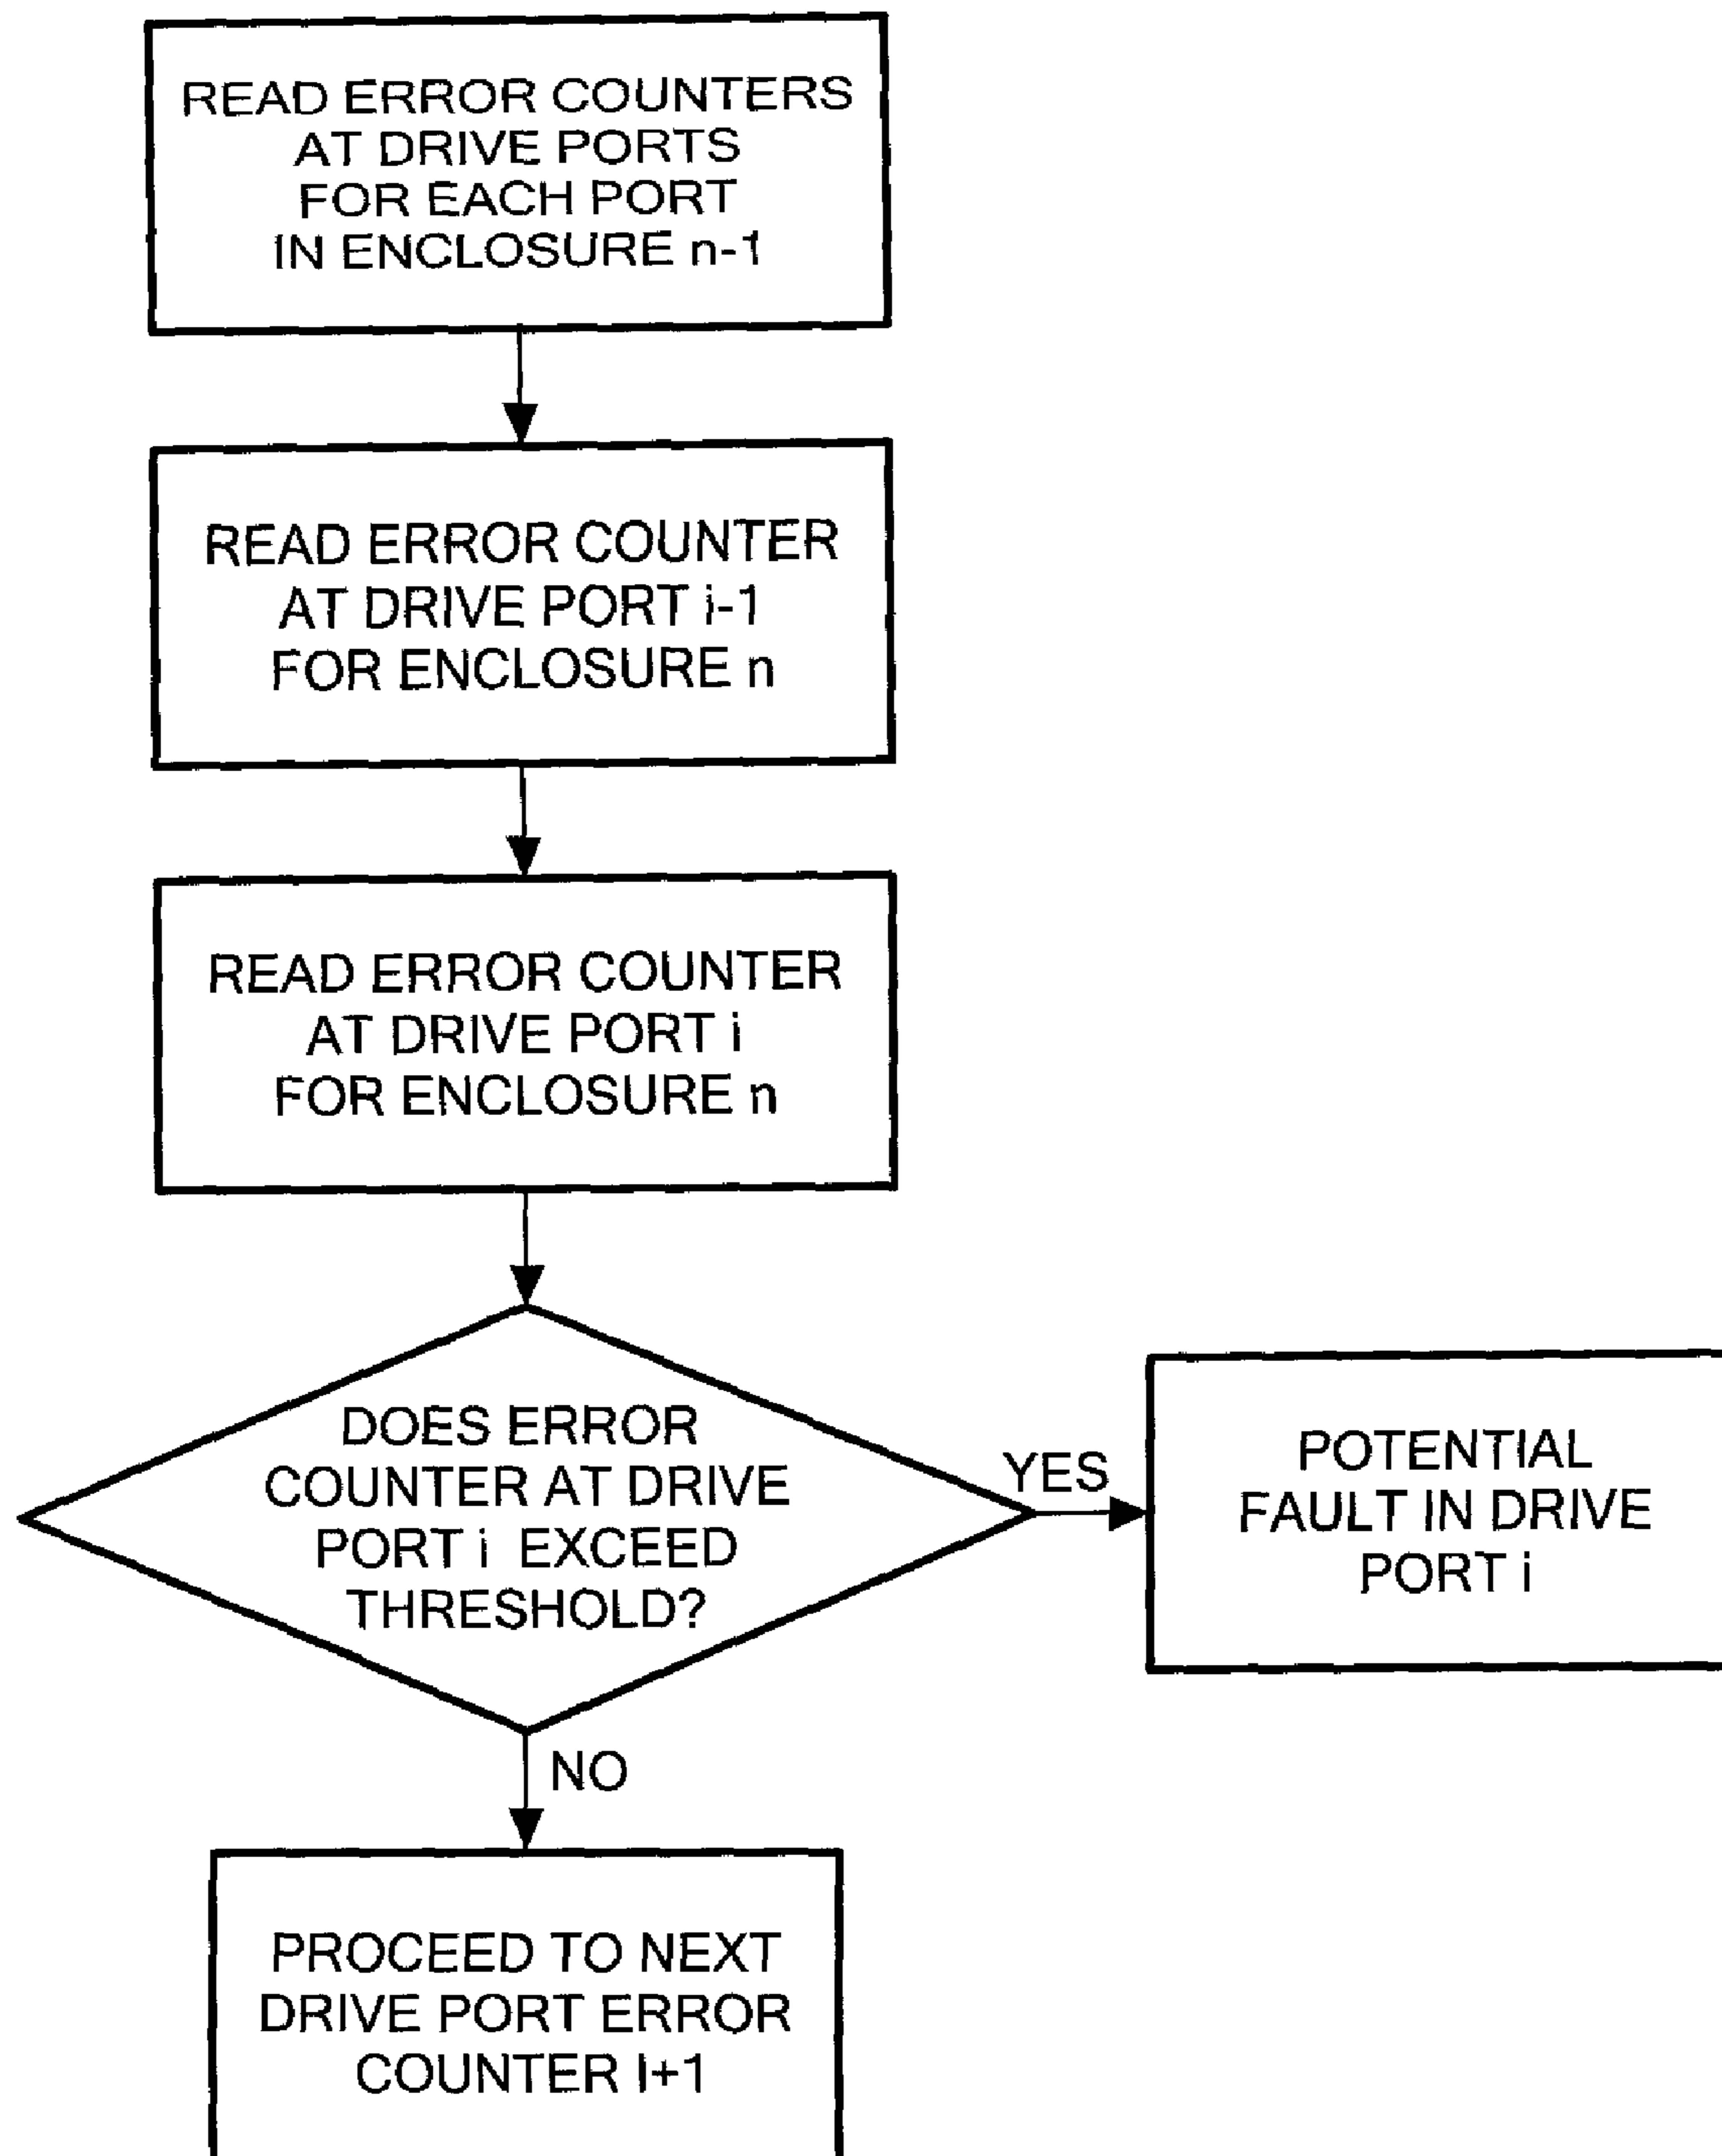 READ ERROR COUNTERS
AT DRIVE PORTS
FOR EACH PORT
IN ENCLOSURE n-1
READ ERROR COUNTER
AT DRIVE PORT i-1
FOR ENCLOSURE n
READ ERROR COUNTER
AT DRIVE PORT i
FOR ENCLOSURE n
DOES ERROR
COUNTER AT DRIVE
PORT i EXCEED
THRESHOLD?
YES
POTENTIAL
FAULT IN DRIVE
PORT i
NO
PROCEED TO NEXT
DRIVE PORT ERROR
COUNTER I+1